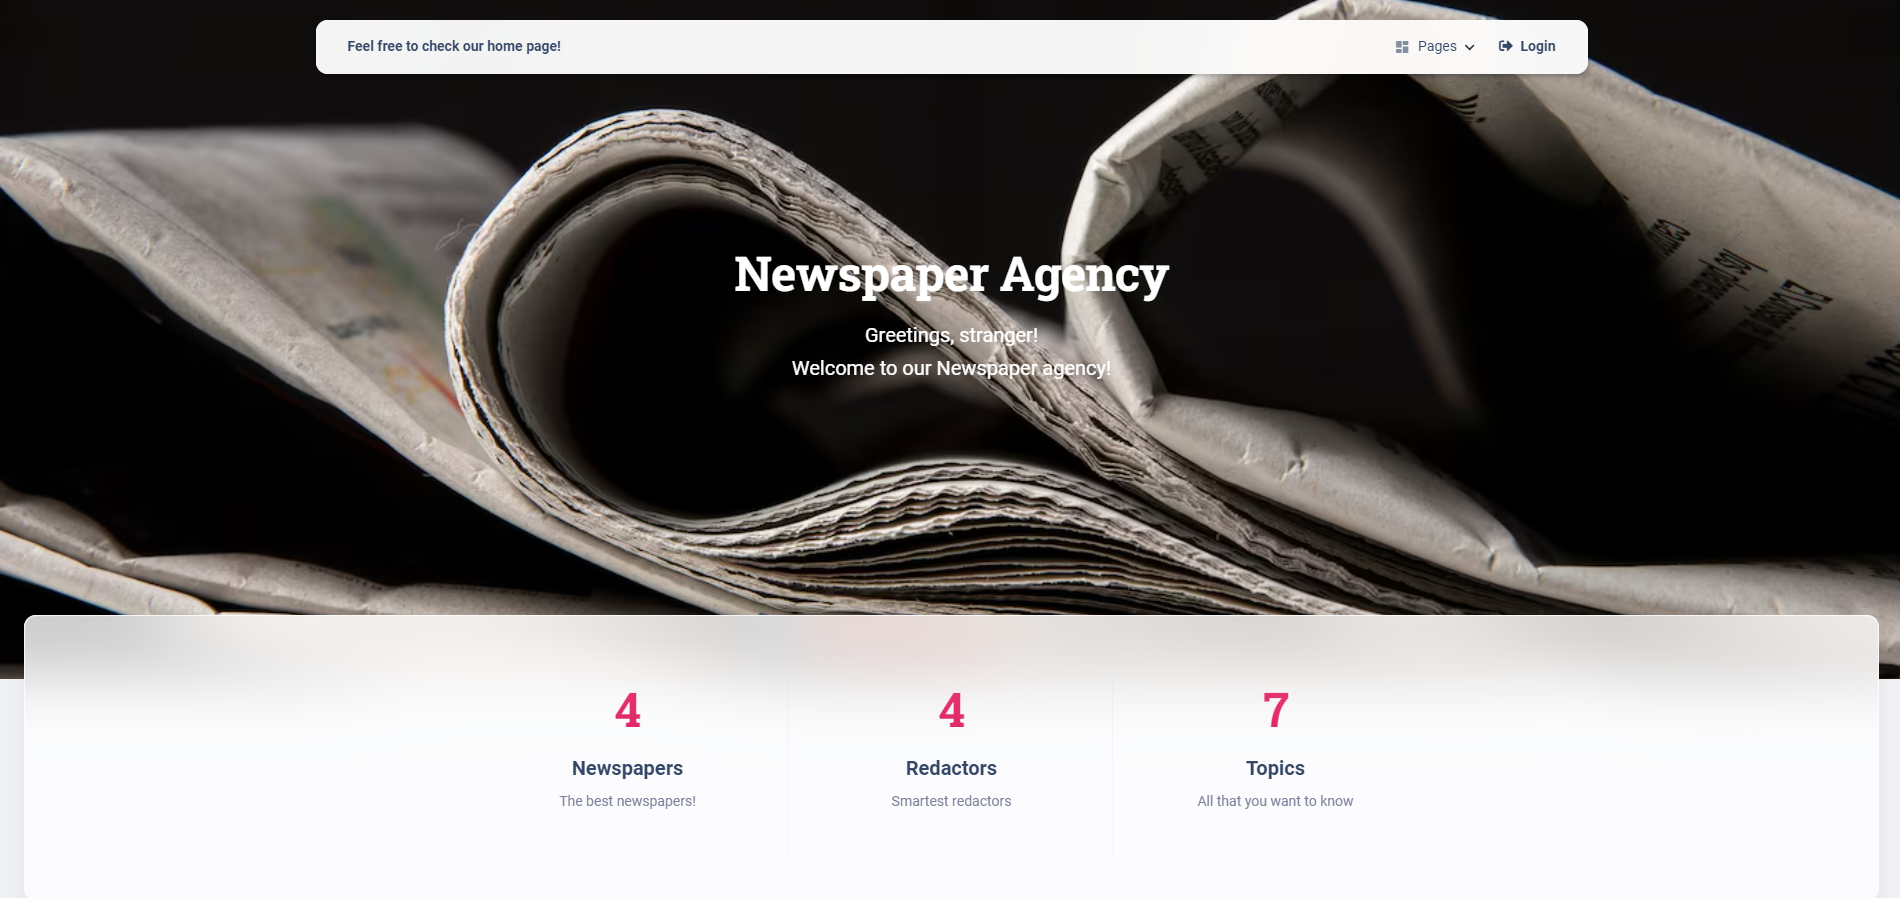 Feel free to check our home page!
Pages
Login
Newspaper Agency
Greetings, stranger!
Welcome to our Newspaper agency!
4
4
7
Newspapers
Redactors
Topics
The best newspapers!
Smartest redactors
All that you want to know